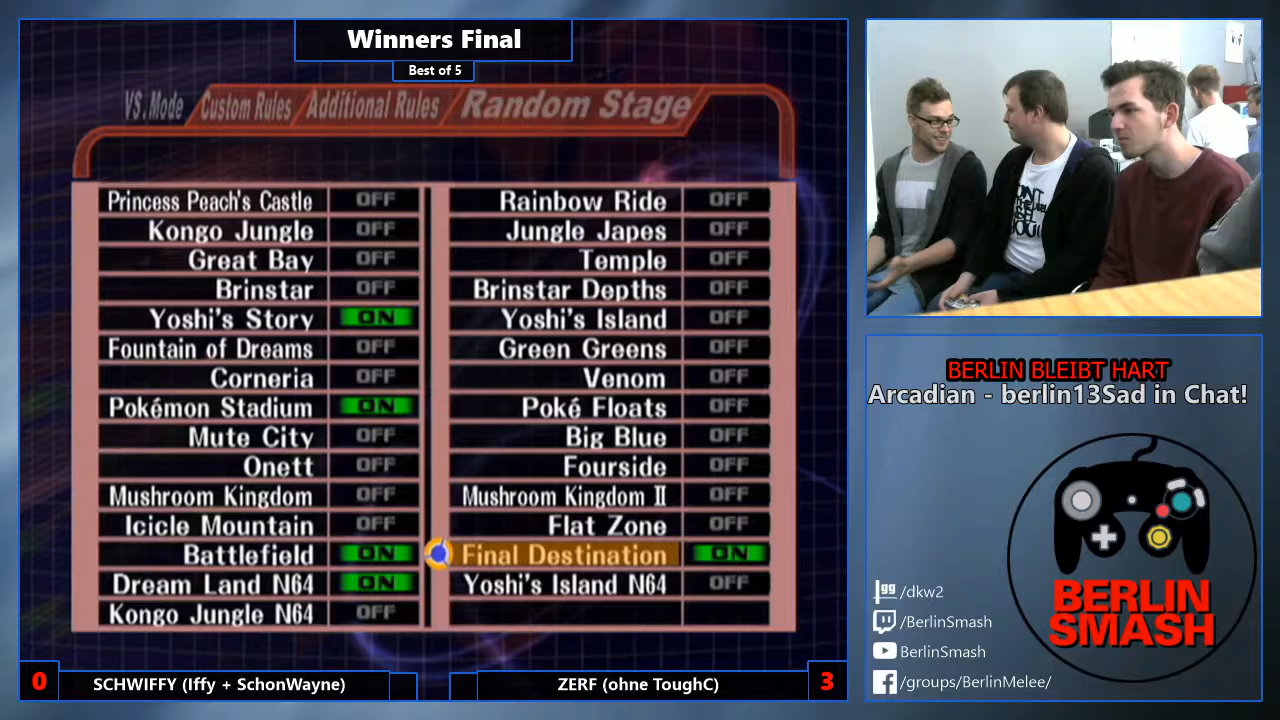 Winners Final
Best of 5
VS. Mode
Custom Rules
Additional Rules
Random Stage
Princess Peach's Castle OFF
Kongo Jungle OFF
Great Bay OFF
Brinstar OFF
Yoshi's Story ON
Fountain of Dreams OFF
Corneria OFF
Pokémon Stadium ON
Mute City OFF
Onett OFF
Mushroom Kingdom OFF
Icicle Mountain OFF
Battlefield ON
Dream Land N64 ON
Kongo Jungle N64 OFF
Rainbow Ride OFF
Jungle Japes OFF
Temple OFF
Brinstar Depths OFF
Yoshi's Island OFF
Green Greens OFF
Venom OFF
Poké Floats OFF
Big Blue OFF
Fourside OFF
Mushroom Kingdom II OFF
Flat Zone OFF
Final Destination ON
Yoshi's Island N64 OFF
0 SCHWIFFY (Iffy + SchonWayne)
ZERF (ohne ToughC) 3
BERLIN BLEIBT HART
Arcadian - berlin13Sad in Chat!
BERLIN
SMASH
gg /dkw2
/BerlinSmash
BerlinSmash
/groups/BerlinMelee/